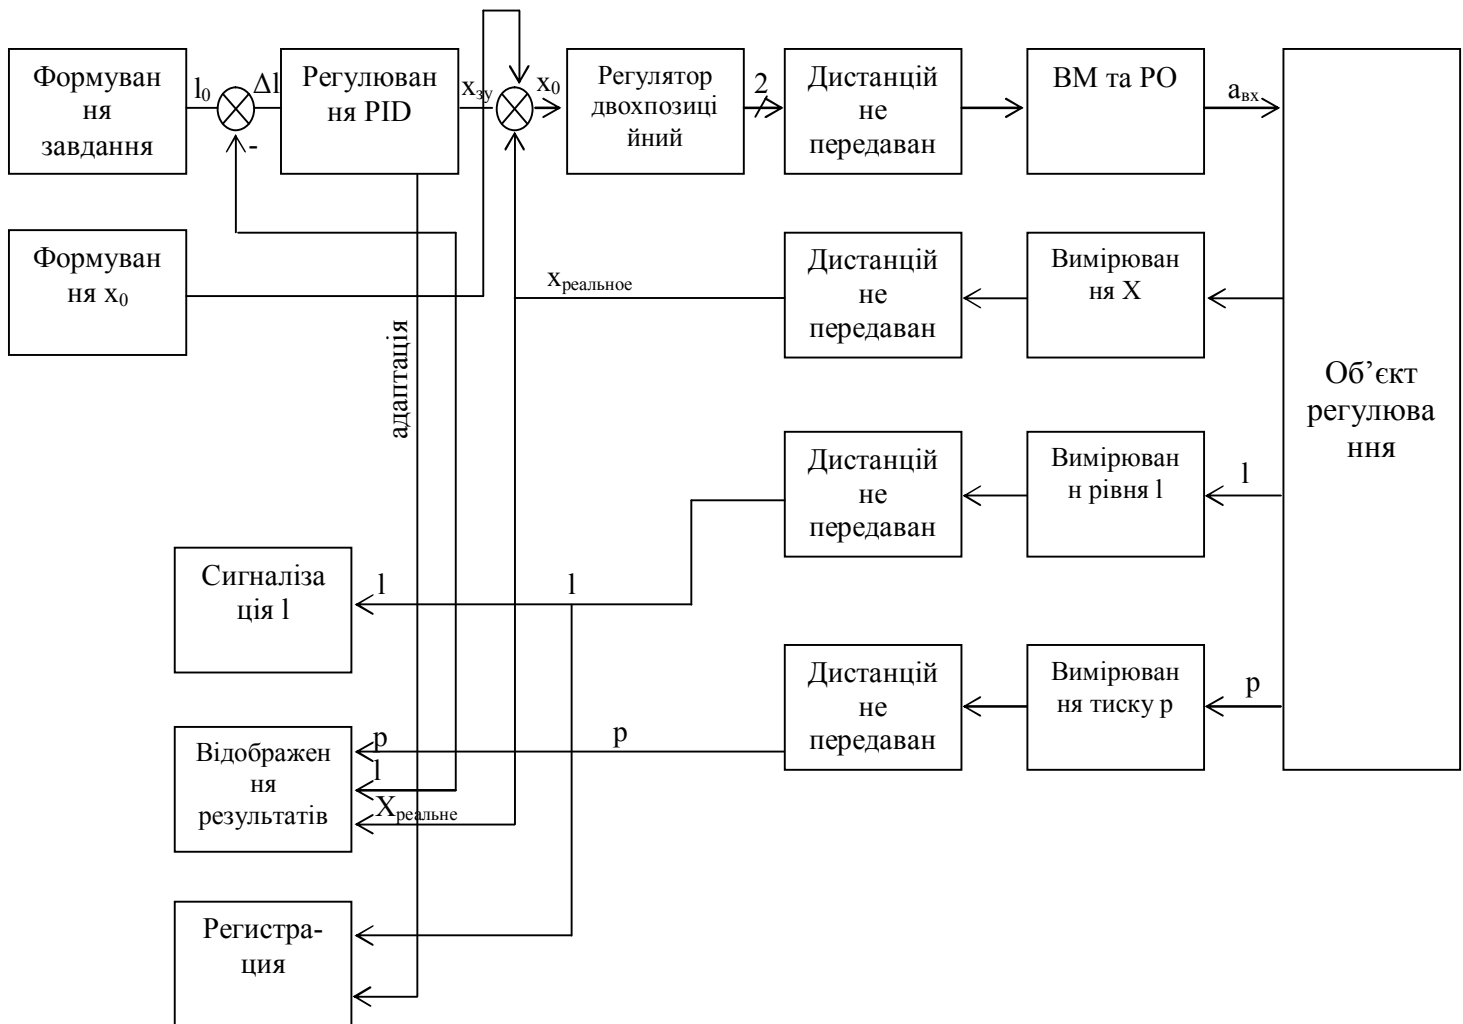 Формуван
ня
завдання
l₀
Δl
-
Регулюван
ня PID
xзу
x₀
Регулятор
двохпозиці
йний
2
Дистанцій
не
передаван
ВМ та РО
aвх
Об’єкт
регулюва
ння
Формуван
ня x₀
xреальное
Дистанцій
не
передаван
Вимірюван
ня X
адаптація
Дистанцій
не
передаван
Вимірюван
н рівня l
l
Сигналіза
ція l
l
l
Дистанцій
не
передаван
Вимірюван
ня тиску р
p
Відображен
ня
результатів
p
l
Xреальне
p
Регистра-
ция